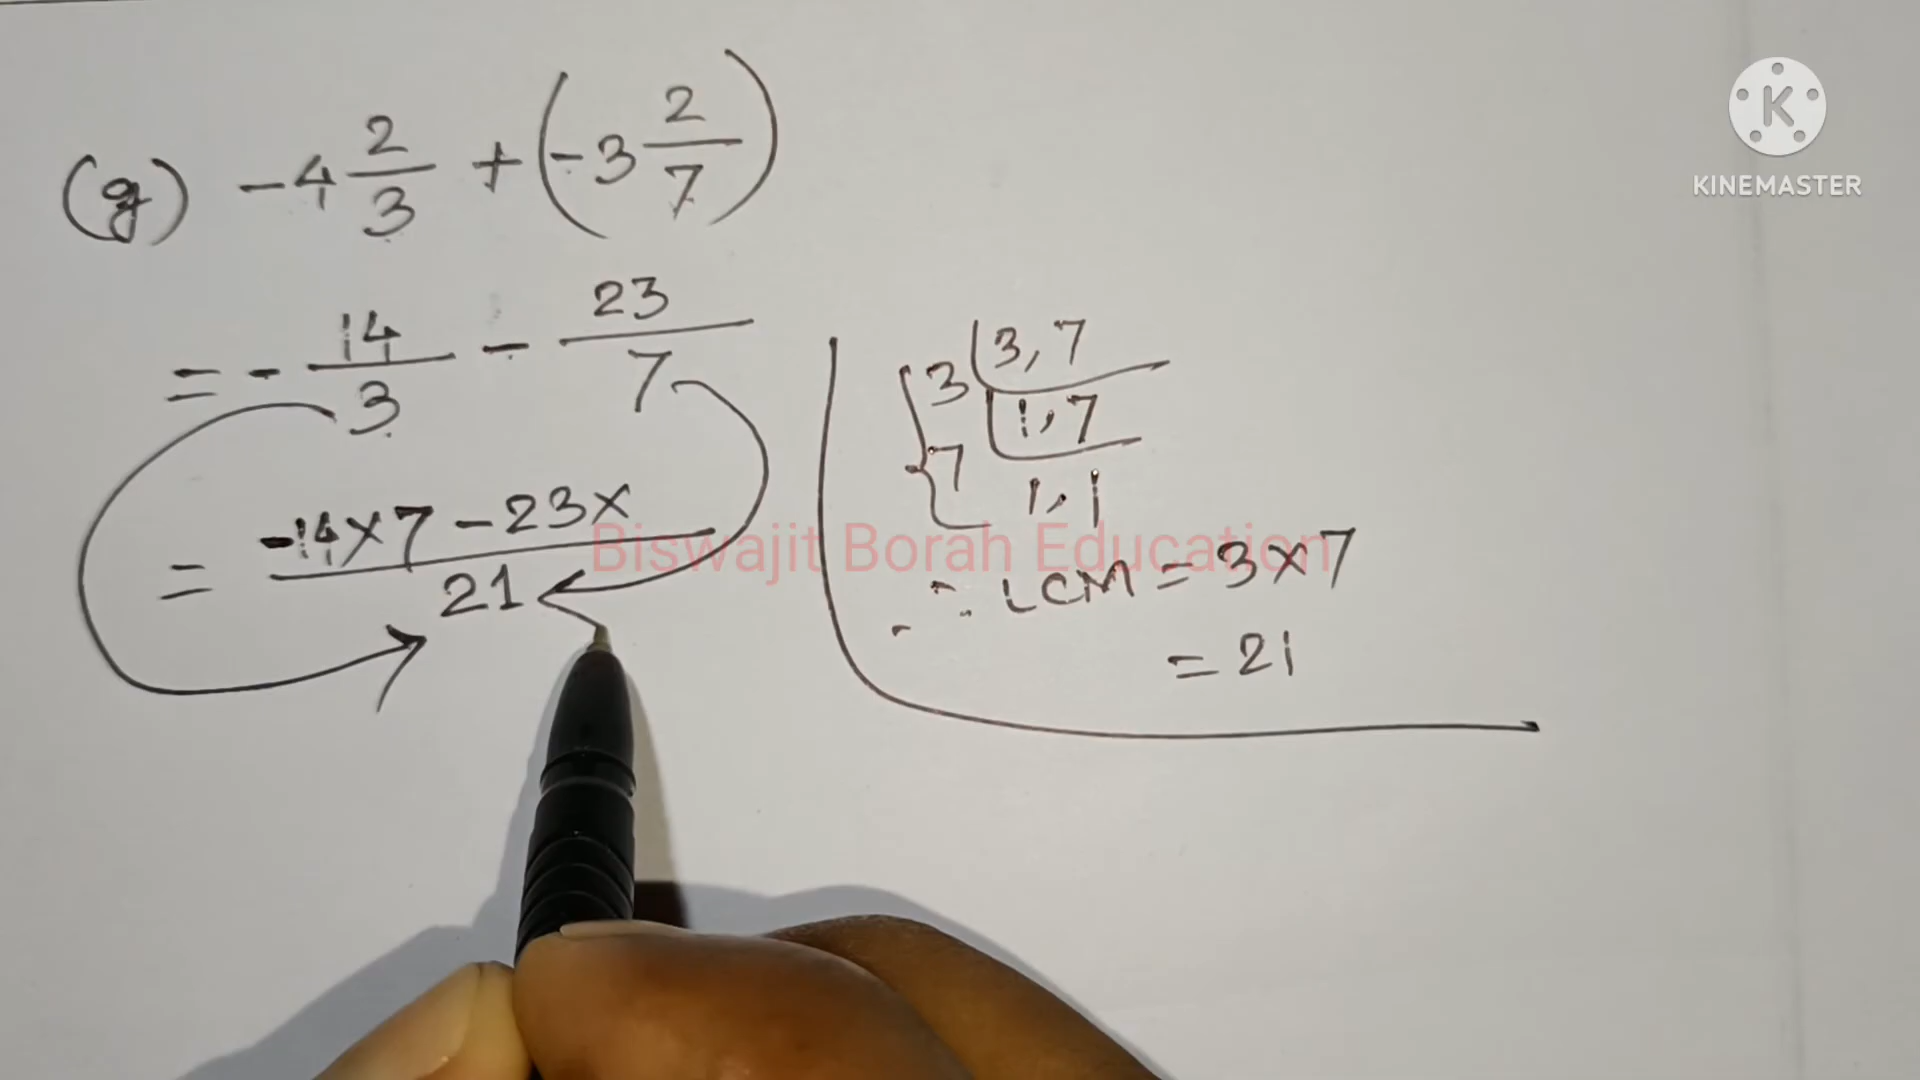 (g) -4 2/3 + (-3 2/7)
= - 14/3 - 23/7
= -14×7 - 23× / 21
3 | 3, 7
7 | 1, 7
1, 1
∴ LCM = 3×7
= 21
Biswajit Borah Education
K
KINEMASTER